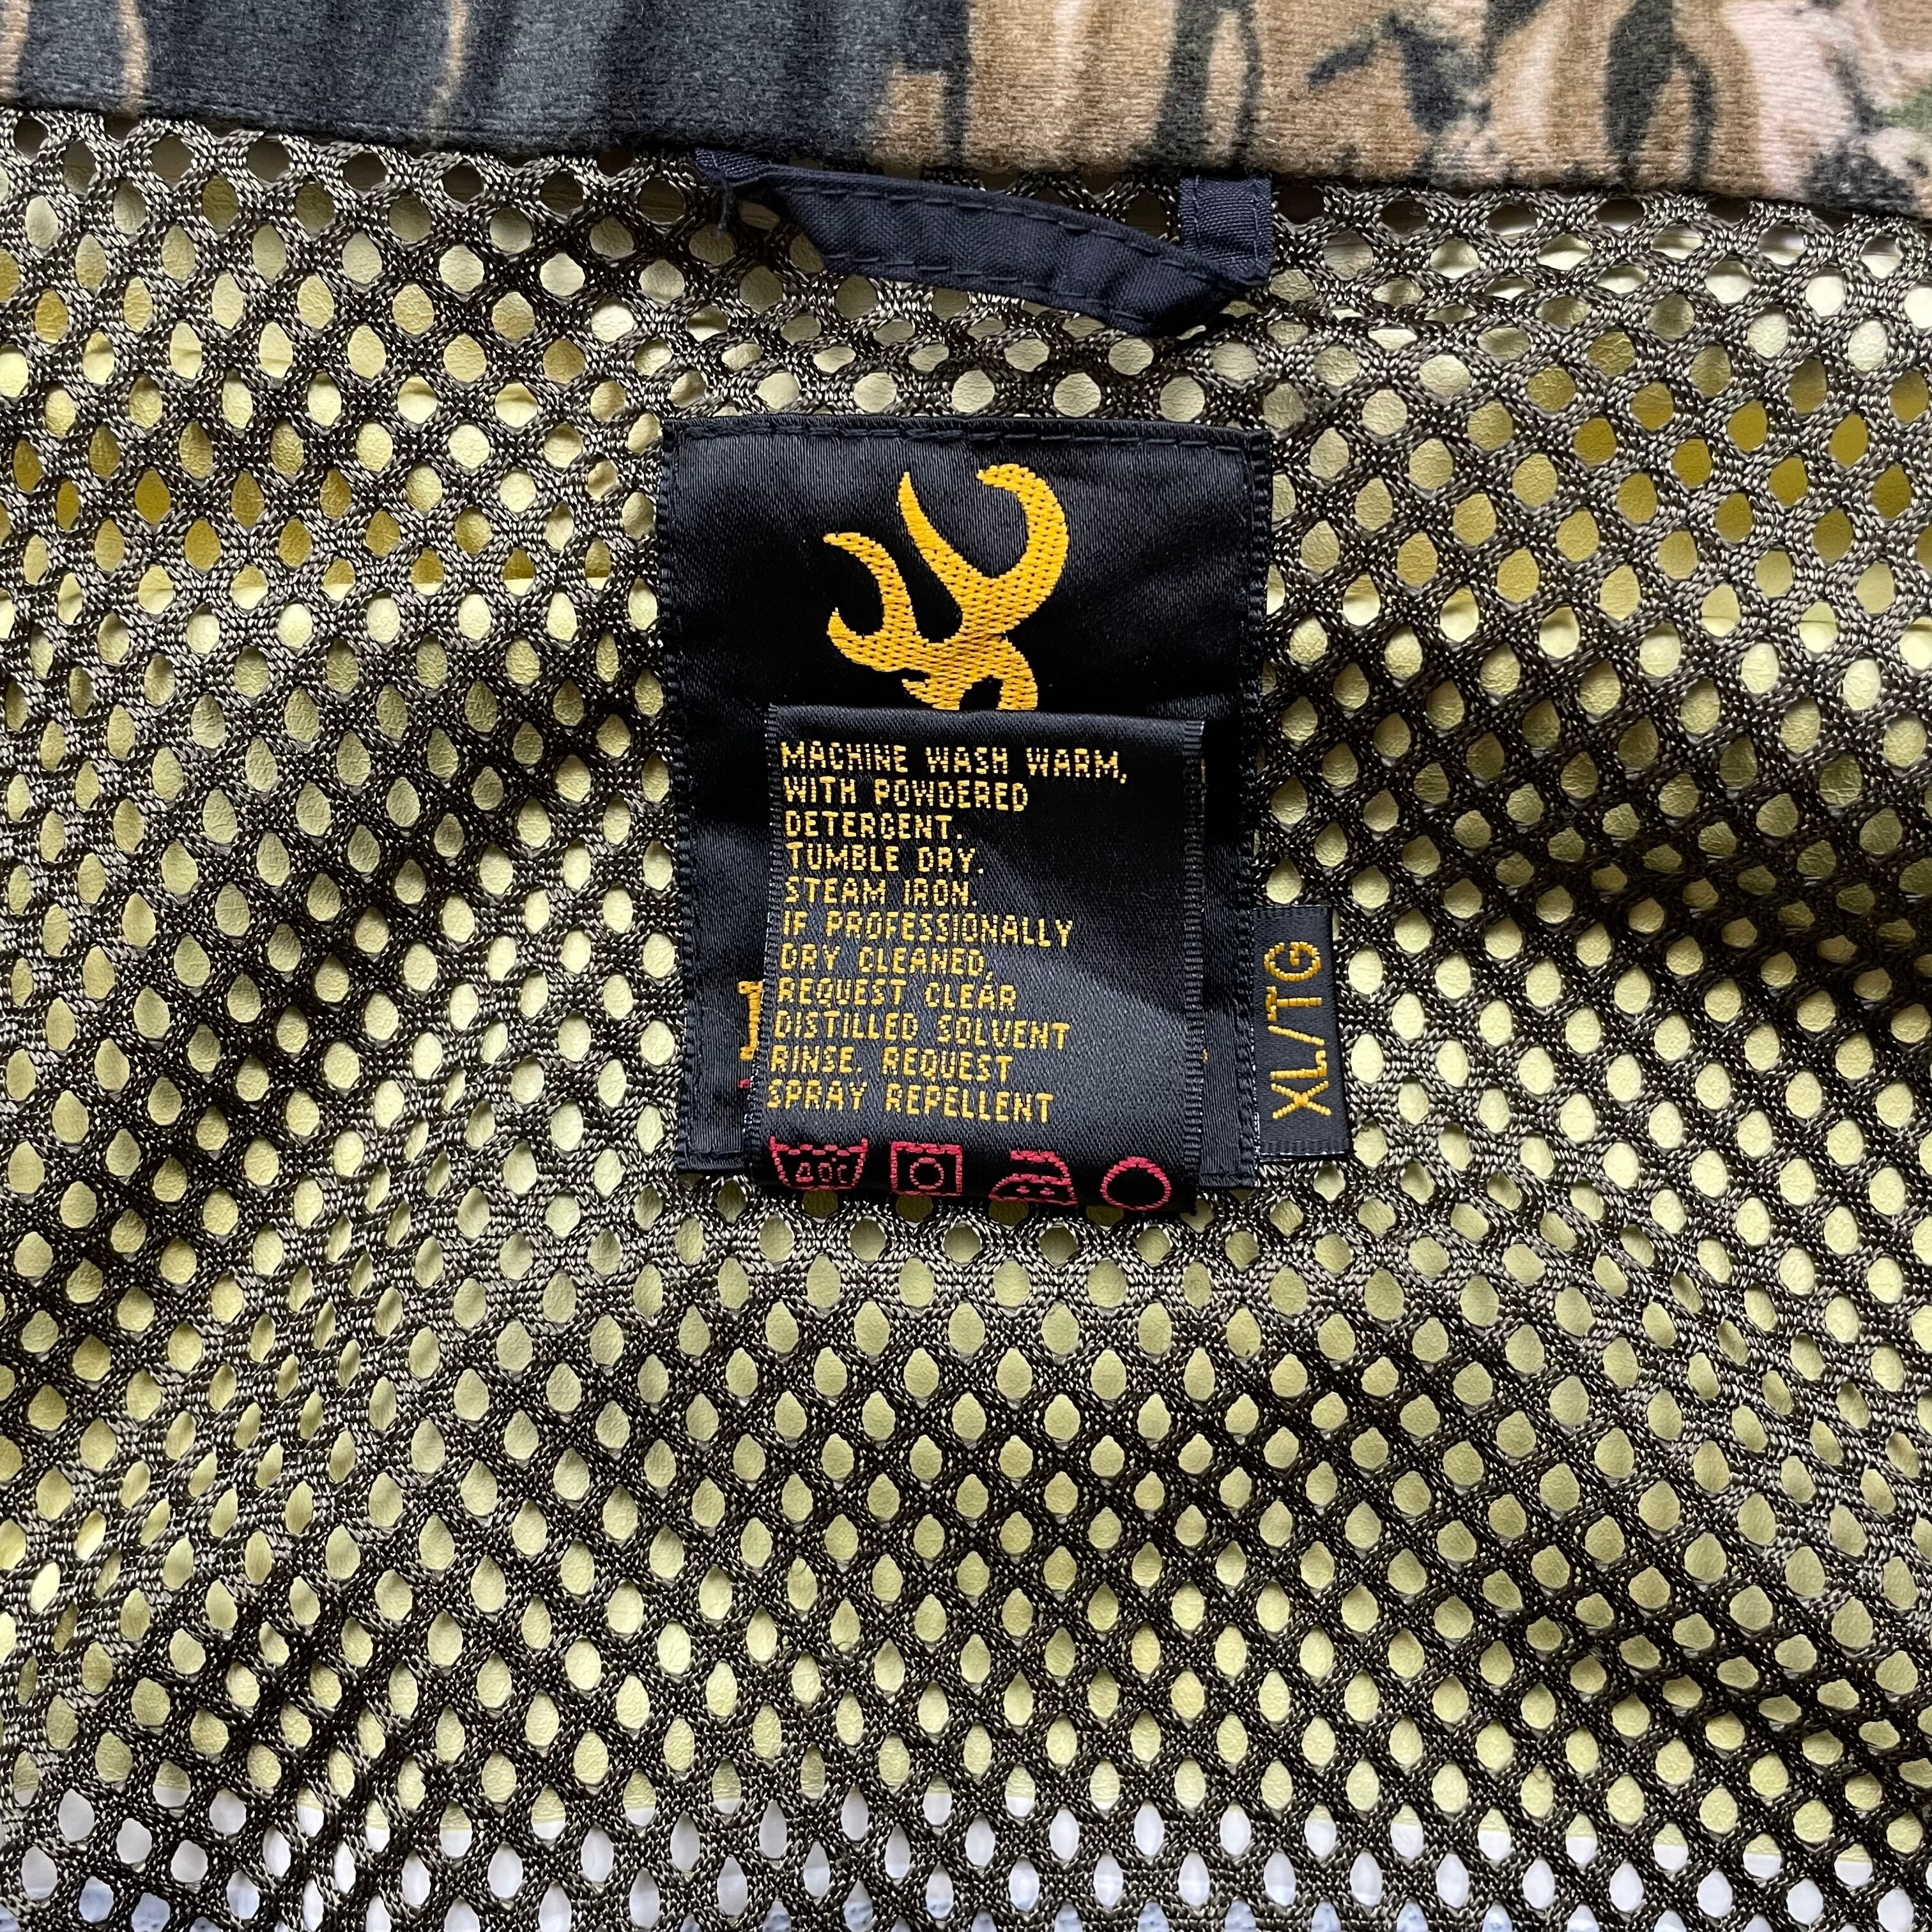 MACHINE WASH WARM,
WITH POWDERED
DETERGENT.
TUMBLE DRY.
STEAM IRON.
IF PROFESSIONALLY
DRY CLEANED,
REQUEST CLEAR
DISTILLED SOLVENT
RINSE. REQUEST
SPRAY REPELLENT
40C
XL/TG